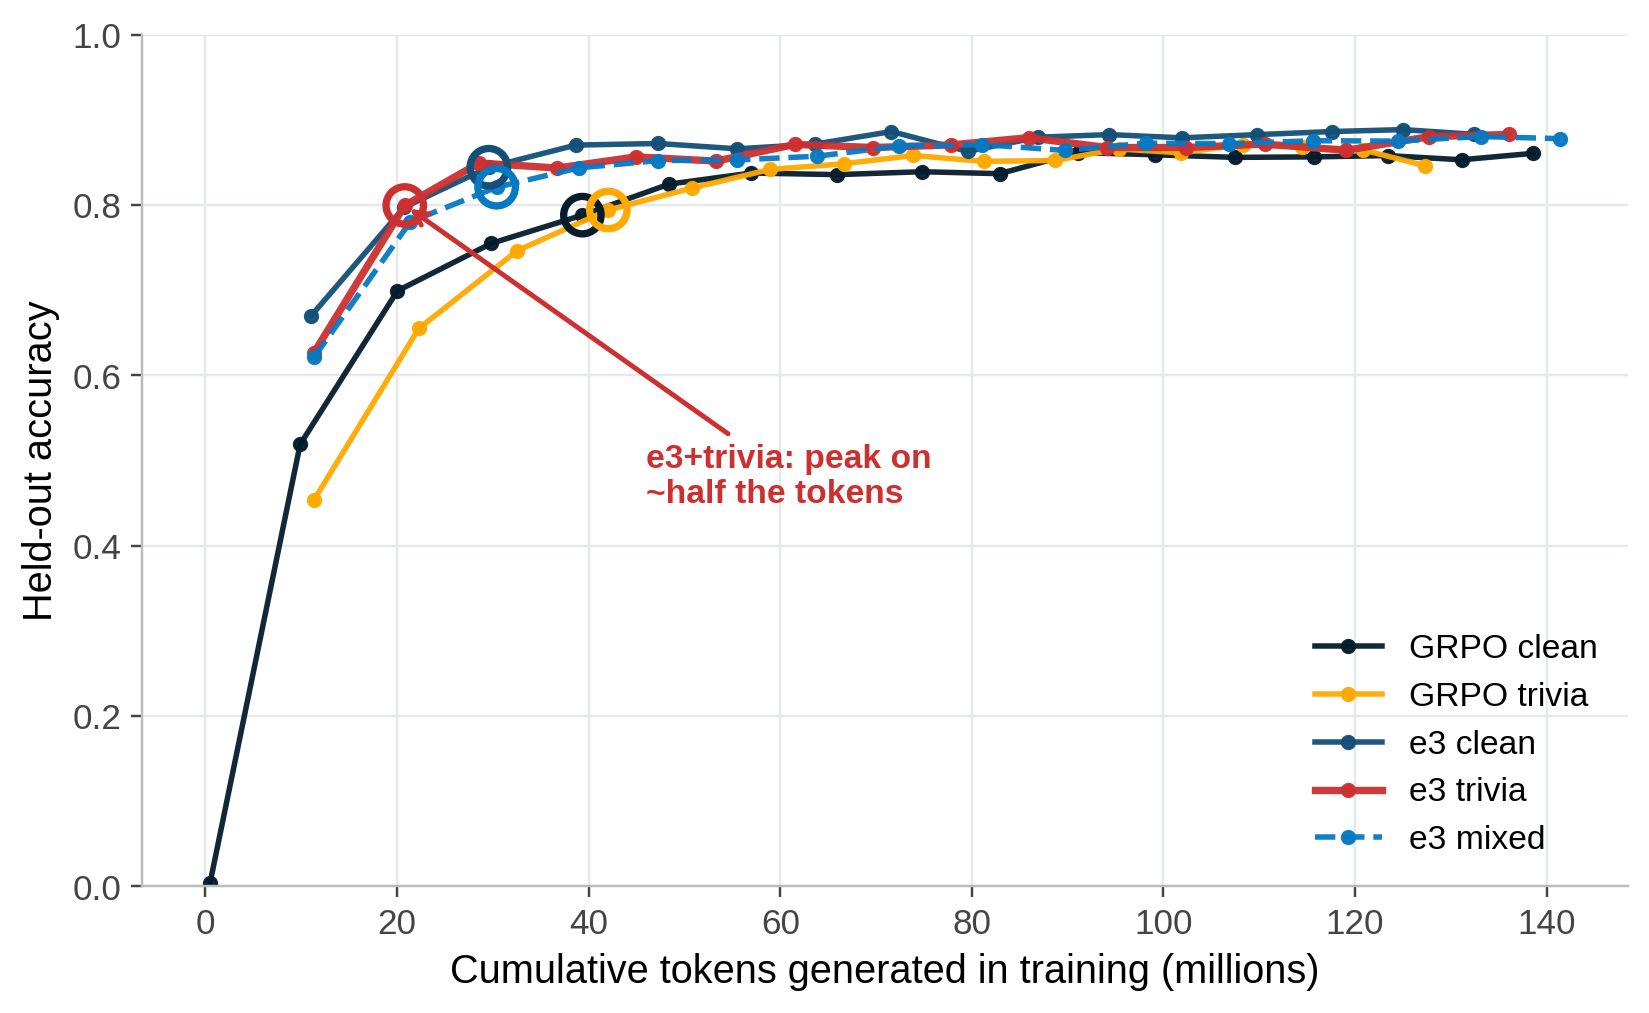 1.0
0.8
0.6
0.4
0.2
0.0
Held-out accuracy
e3+trivia: peak on
~half the tokens
GRPO clean
GRPO trivia
e3 clean
e3 trivia
e3 mixed
0 20 40 60 80 100 120 140
Cumulative tokens generated in training (millions)